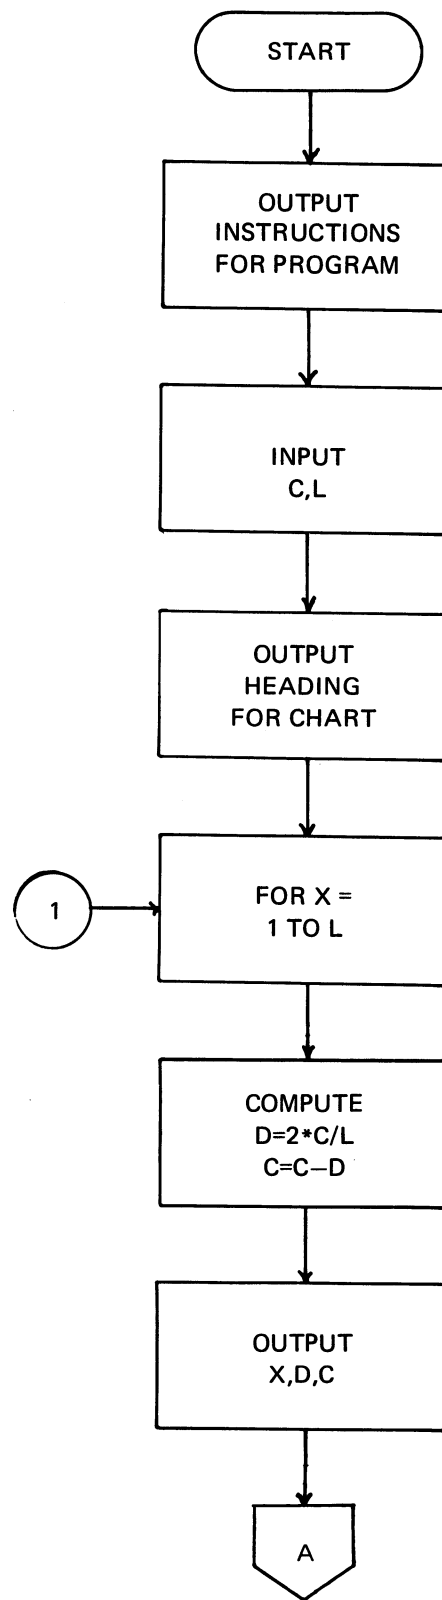 START
OUTPUT
INSTRUCTIONS
FOR PROGRAM
INPUT
C,L
OUTPUT
HEADING
FOR CHART
1
FOR X =
1 TO L
COMPUTE
D=2*C/L
C=C–D
OUTPUT
X,D,C
A